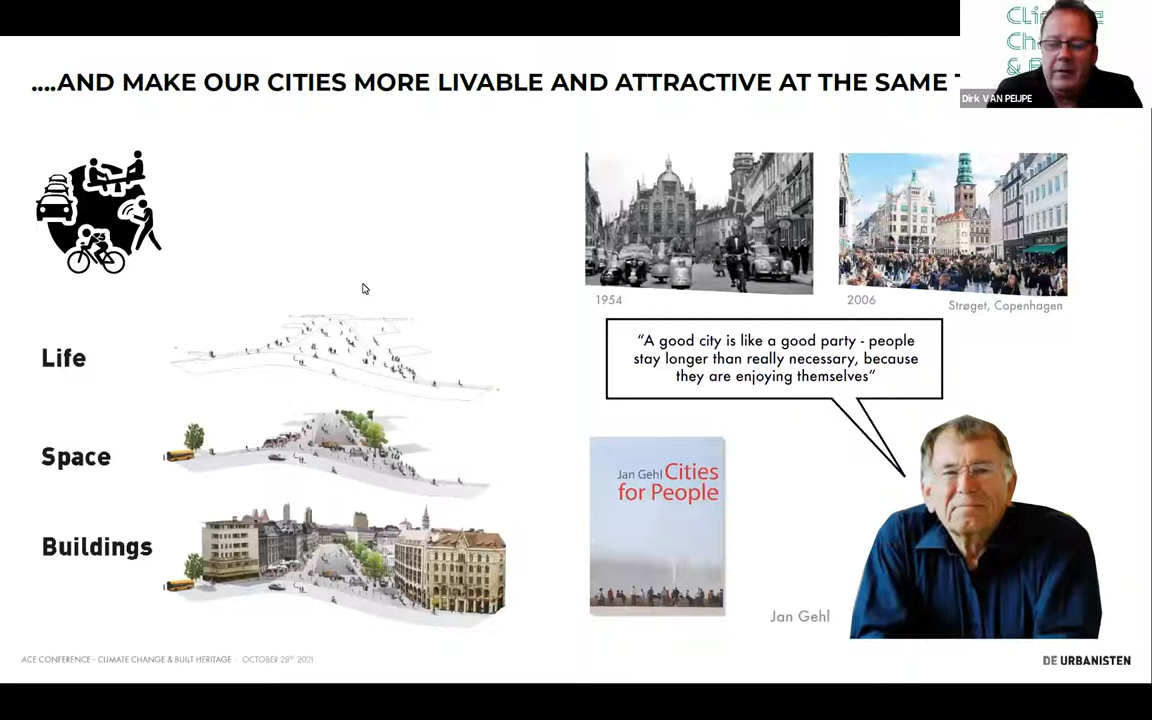 ....AND MAKE OUR CITIES MORE LIVABLE AND ATTRACTIVE AT THE SAME
Dirk VAN PEIJPE
1954
2006
Strøget, Copenhagen
"A good city is like a good party - people
stay longer than really necessary, because
they are enjoying themselves"
Life
Space
Buildings
Jan Gehl Cities
for People
Jan Gehl
ACE CONFERENCE - CLIMATE CHANGE & BUILT HERITAGE - OCTOBER 28TH 2021
DE URBANISTEN